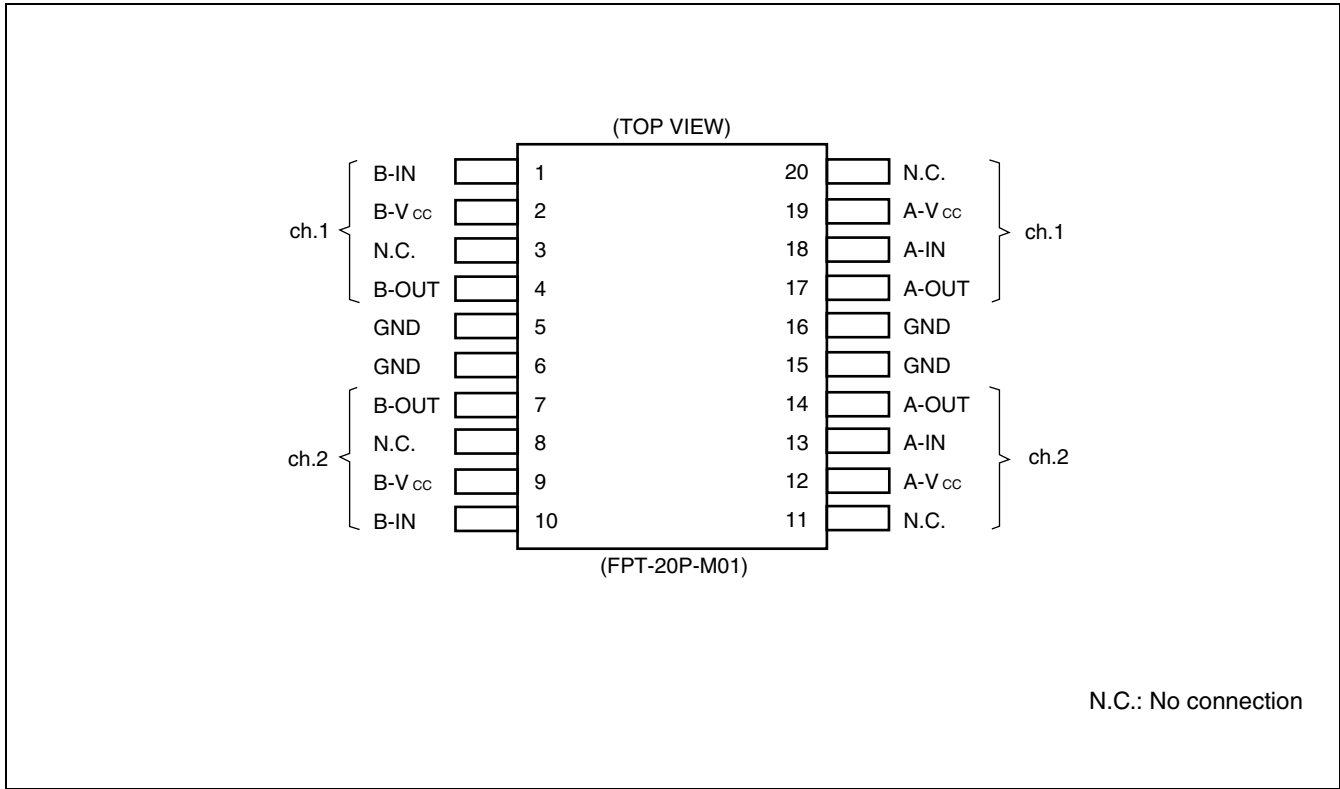 (TOP VIEW)
B-IN 1 20 N.C.
B-VCC 2 19 A-VCC
ch.1 N.C. 3 18 A-IN ch.1
B-OUT 4 17 A-OUT
GND 5 16 GND
GND 6 15 GND
B-OUT 7 14 A-OUT
ch.2 N.C. 8 13 A-IN ch.2
B-VCC 9 12 A-VCC
B-IN 10 11 N.C.
(FPT-20P-M01)
N.C.: No connection